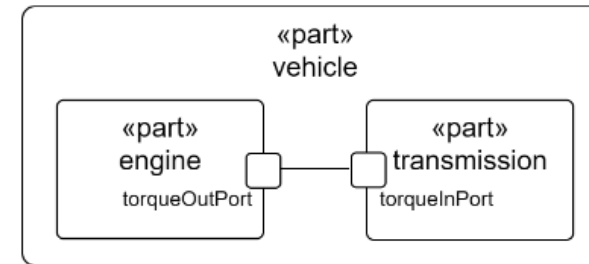 «part»
vehicle
«part»
engine
torqueOutPort
«part»
transmission
torqueInPort